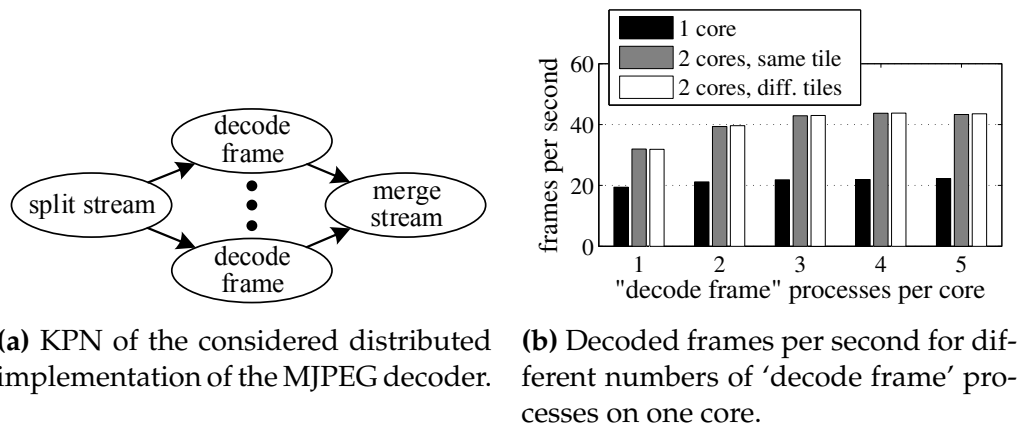 decode
frame
split stream
merge
stream
decode
frame
(a) KPN of the considered distributed
implementation of the MJPEG decoder.
1 core
2 cores, same tile
2 cores, diff. tiles
frames per second
60
40
20
0
1 2 3 4 5
"decode frame" processes per core
(b) Decoded frames per second for dif-
ferent numbers of ‘decode frame’ pro-
cesses on one core.